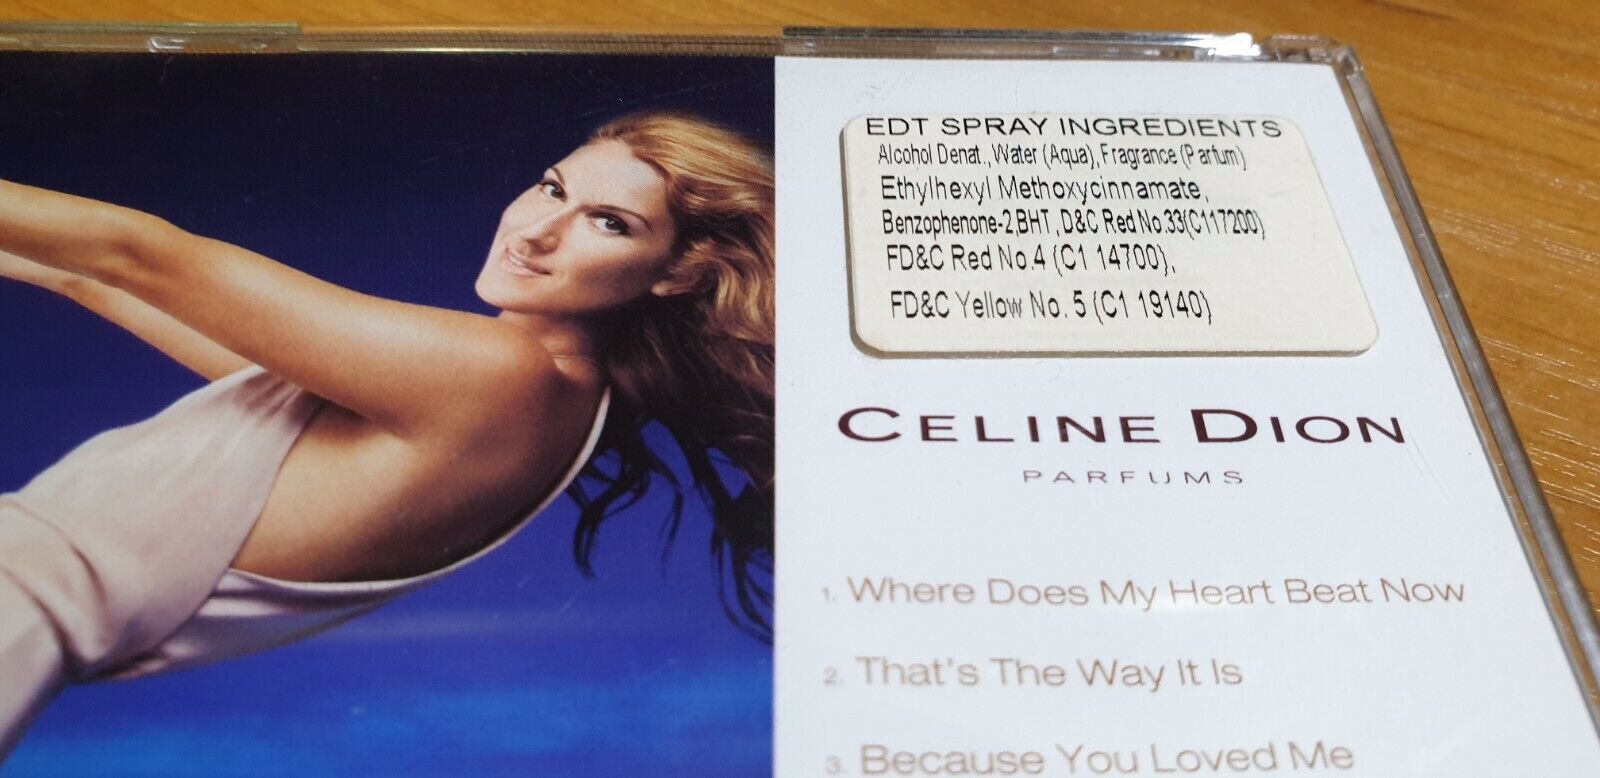 EDT SPRAY INGREDIENTS
Alcohol Denat., Water (Aqua), Fragrance (Parfum)
Ethylhexyl Methoxycinnamate,
Benzophenone-2,BHT ,D&C Red No.33(C117200)
FD&C Red No.4 (C1 14700),
FD&C Yellow No. 5 (C1 19140)
CELINE DION
PARFUMS
1. Where Does My Heart Beat Now
2. That's The Way It Is
3. Because You Loved Me